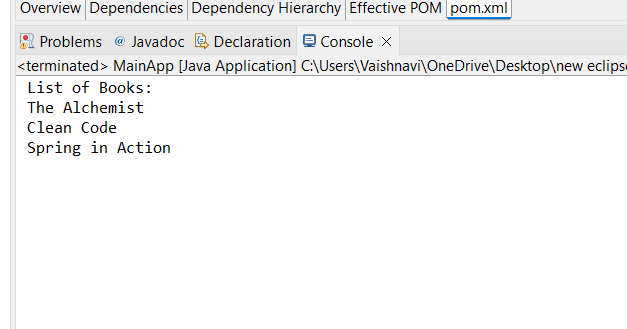 Overview Dependencies Dependency Hierarchy Effective POM pom.xml
Problems @ Javadoc Declaration Console
<terminated> MainApp [Java Application] C:\Users\Vaishnavi\OneDrive\Desktop\new eclips
List of Books:
The Alchemist
Clean Code
Spring in Action